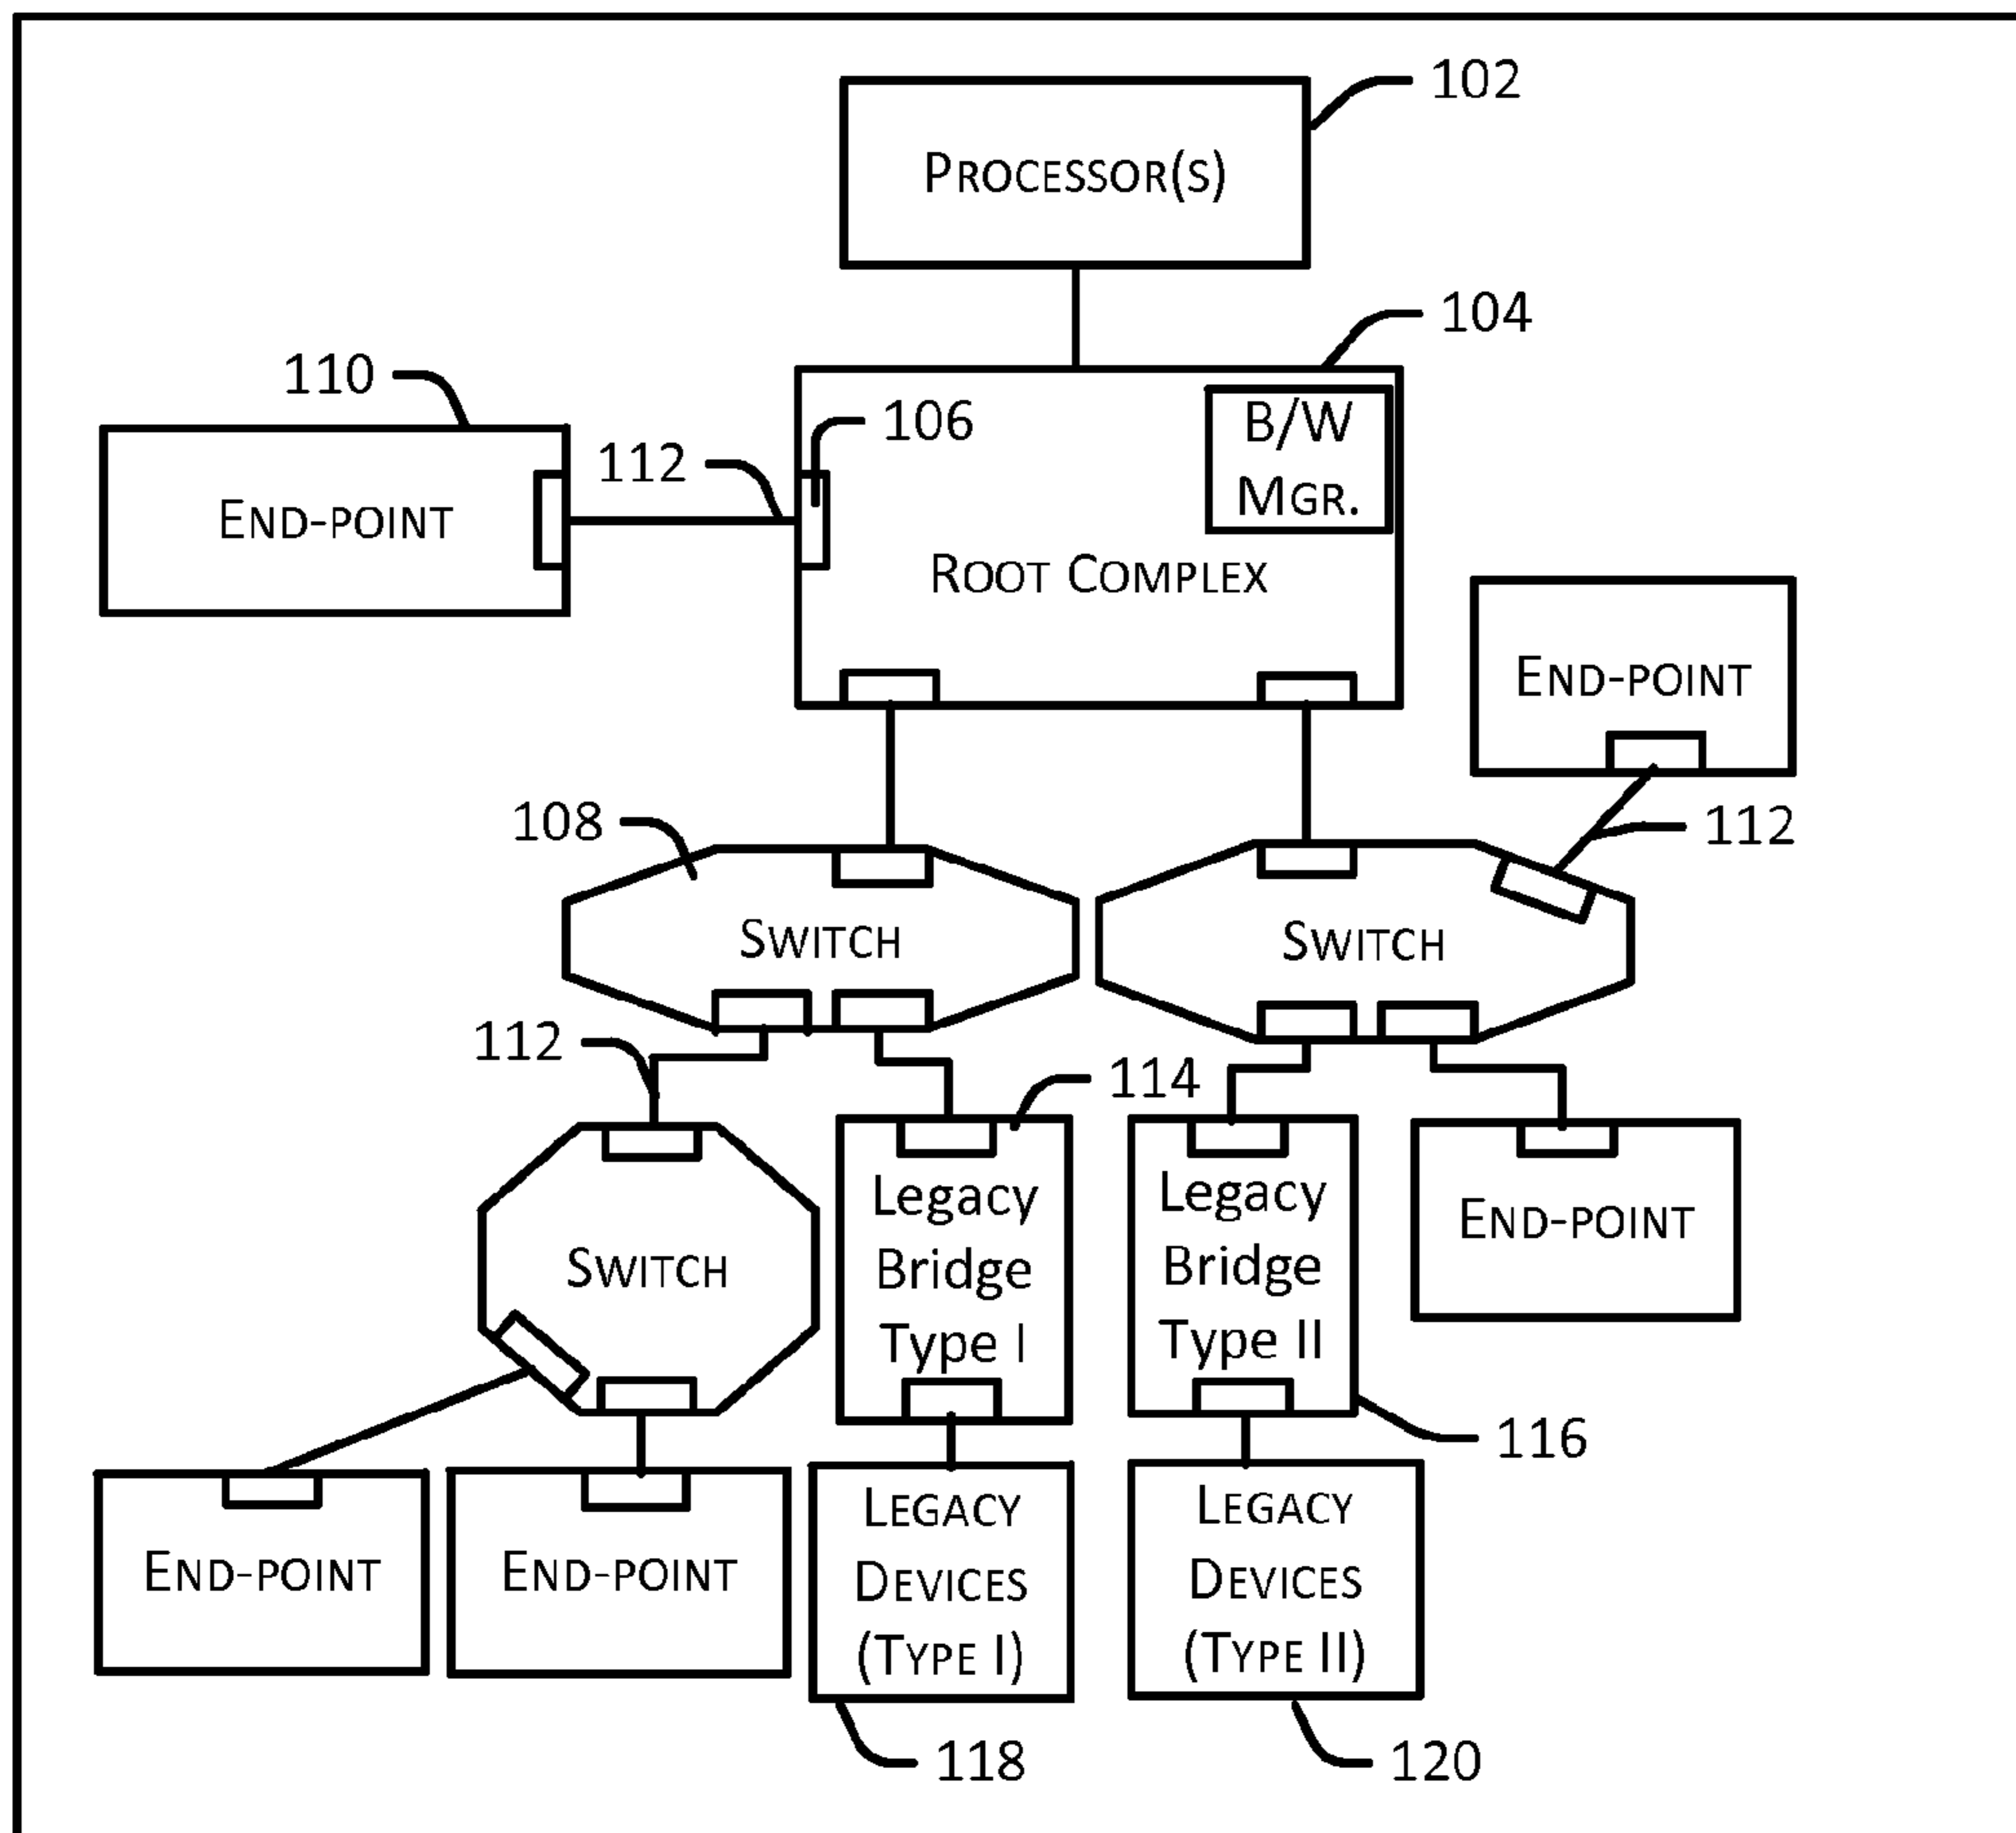 102
PROCESSOR(S)
104
110
106
B/W
MGR.
112
END-POINT
ROOT COMPLEX
END-POINT
108
112
SWITCH
SWITCH
112
114
Legacy
Bridge
Type I
Legacy
Bridge
Type II
END-POINT
SWITCH
116
END-POINT
END-POINT
LEGACY
DEVICES
(TYPE I)
LEGACY
DEVICES
(TYPE II)
118
120